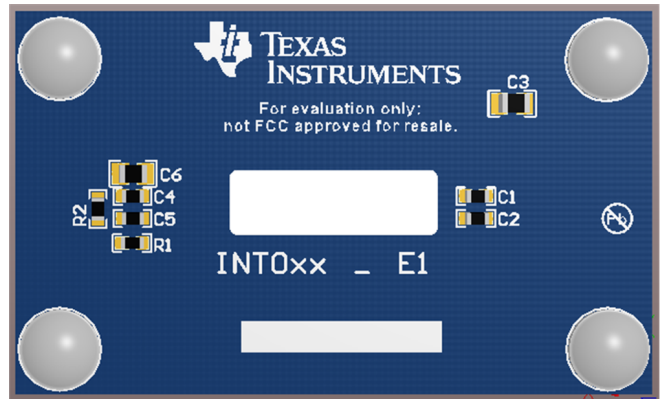 TEXAS
INSTRUMENTS
For evaluation only;
not FCC approved for resale.
C3
C6
C4
C5
R2
R1
C1
C2
Pb
INTOxx _ E1